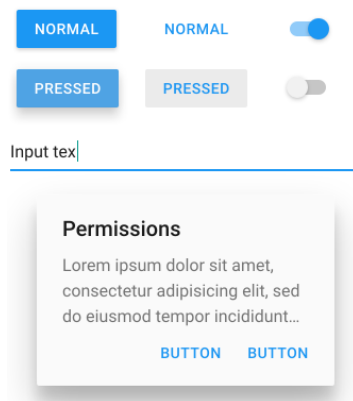 NORMAL NORMAL
PRESSED PRESSED
Input tex
Permissions
Lorem ipsum dolor sit amet,
consectetur adipisicing elit, sed
do eiusmod tempor incididunt…
BUTTON BUTTON